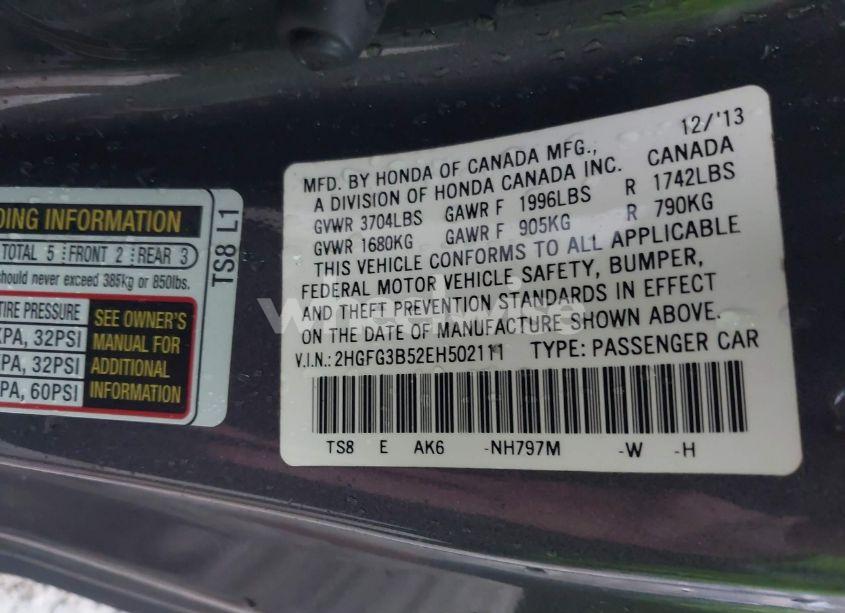 DING INFORMATION
TOTAL 5 FRONT 2 REAR 3
should never exceed 385kg or 850lbs.
TIRE PRESSURE
KPA, 32PSI
KPA, 32PSI
KPA, 60PSI
SEE OWNER'S
MANUAL FOR
ADDITIONAL
INFORMATION
TS8 L1
12/'13
MFD. BY HONDA OF CANADA MFG.,
A DIVISION OF HONDA CANADA INC. CANADA
GVWR 3704LBS GAWR F 1996LBS R 1742LBS
GVWR 1680KG GAWR F 905KG R 790KG
THIS VEHICLE CONFORMS TO ALL APPLICABLE
FEDERAL MOTOR VEHICLE SAFETY, BUMPER,
AND THEFT PREVENTION STANDARDS IN EFFECT
ON THE DATE OF MANUFACTURE SHOWN ABOVE.
V.I.N.: 2HGFG3B52EH502111 TYPE: PASSENGER CAR
TS8 E AK6 -NH797M -W -H